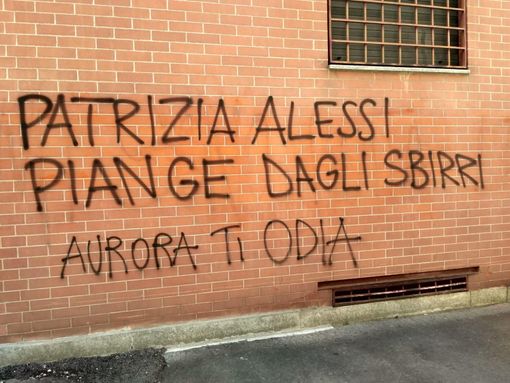 PATRIZIA ALESSI
PIANGE DAGLI SBIRRI
AURORA TI ODIA